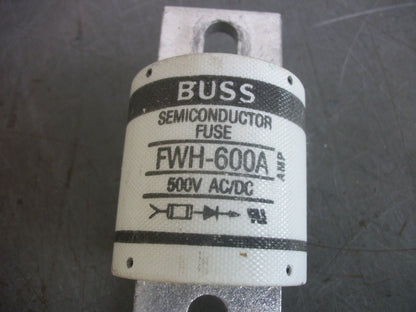 BUSS
SEMICONDUCTOR
FUSE
FWH-600A
AMP
500V AC/DC